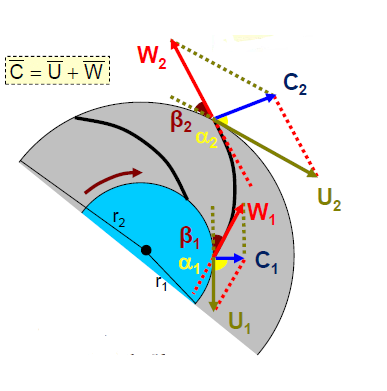 C̅ = U̅ + W̅
W₂
C₂
β₂
α₂
U₂
r₂
W₁
β₁
α₁
C₁
r₁
U₁